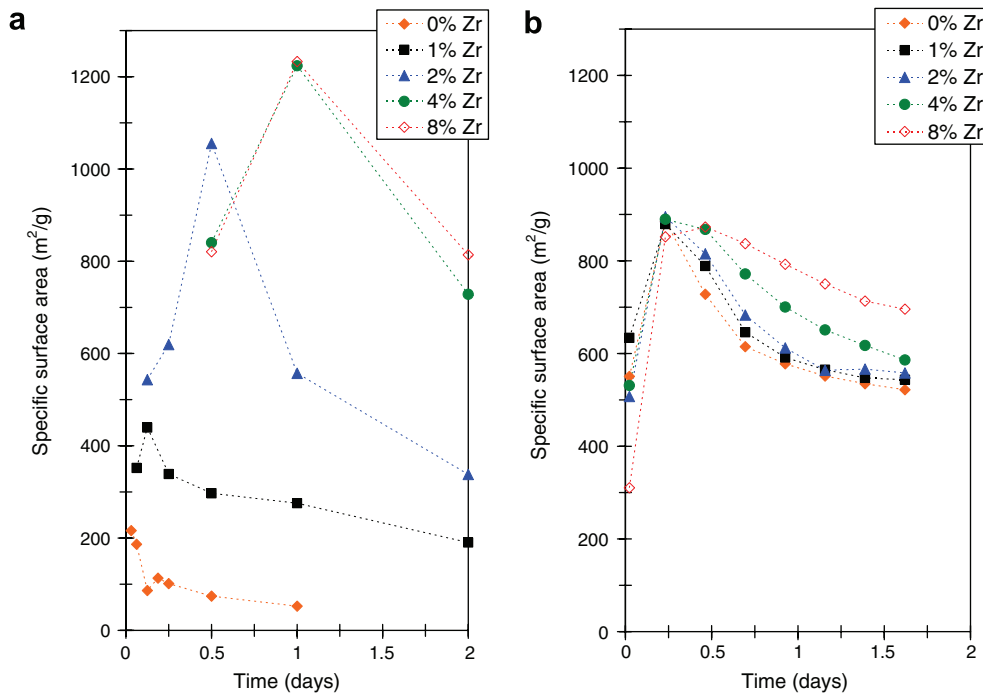 a
0% Zr
1% Zr
2% Zr
4% Zr
8% Zr
1200
1000
800
600
400
200
0
Specific surface area (m²/g)
0 0.5 1 1.5 2
Time (days)
b
0% Zr
1% Zr
2% Zr
4% Zr
8% Zr
1200
1000
800
600
400
200
0
Specific surface area (m²/g)
0 0.5 1 1.5 2
Time (days)